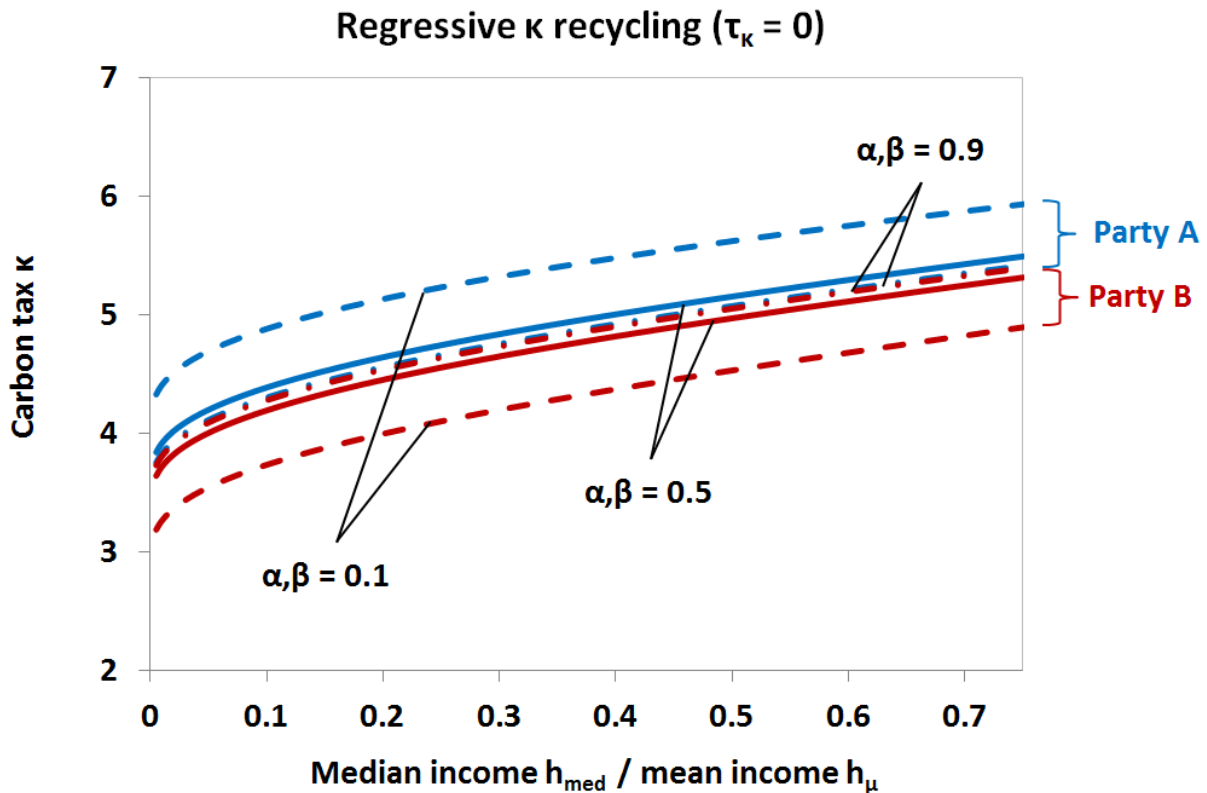 Regressive κ recycling (τκ = 0)
7
6
5
4
3
2
Carbon tax κ
α,β = 0.9
α,β = 0.5
α,β = 0.1
Party A
Party B
0 0.1 0.2 0.3 0.4 0.5 0.6 0.7
Median income hmed / mean income hμ